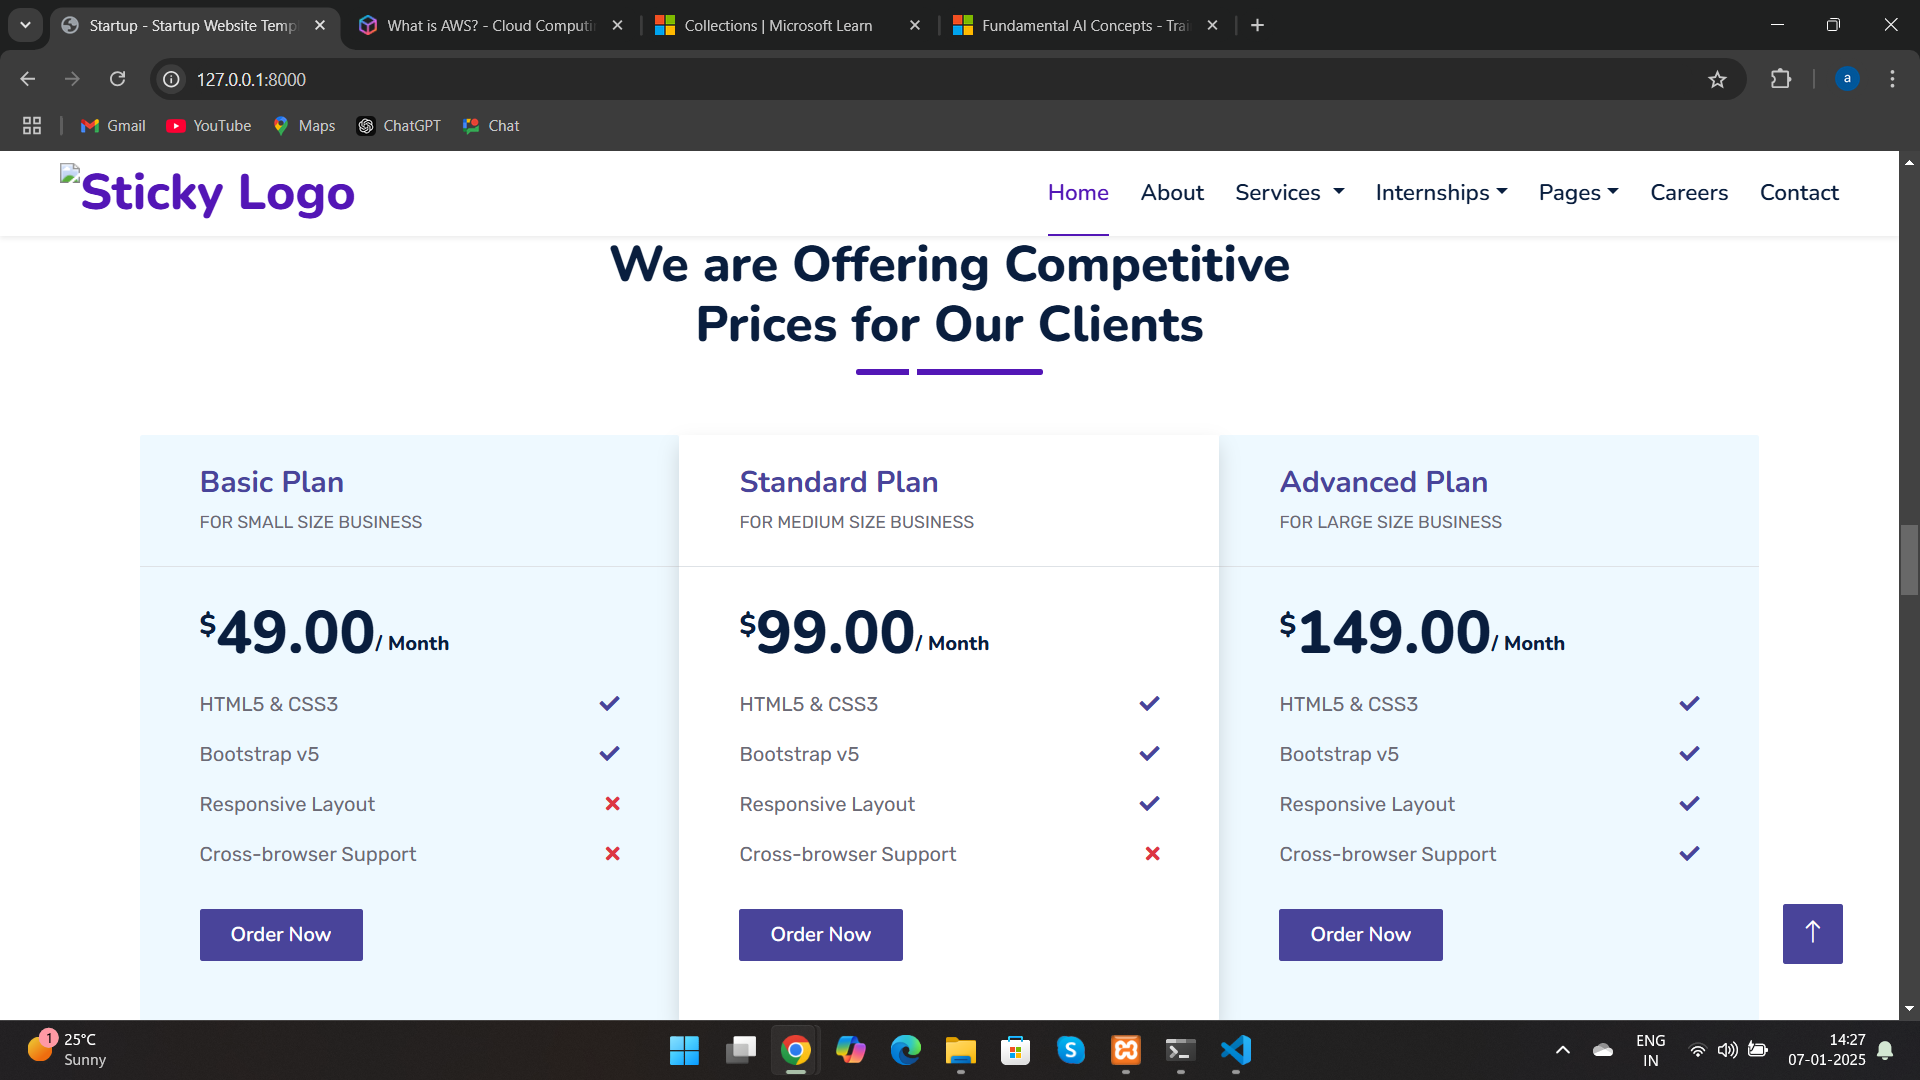 Startup - Startup Website Temp
What is AWS? - Cloud Computi
Collections | Microsoft Learn
Fundamental AI Concepts - Trai
127.0.0.1:8000
a
Gmail
YouTube
Maps
ChatGPT
Chat
Sticky Logo
Home
About
Services
Internships
Pages
Careers
Contact
We are Offering Competitive
Prices for Our Clients
Basic Plan
FOR SMALL SIZE BUSINESS
$49.00/ Month
HTML5 & CSS3
Bootstrap v5
Responsive Layout
Cross-browser Support
Order Now
Standard Plan
FOR MEDIUM SIZE BUSINESS
$99.00/ Month
HTML5 & CSS3
Bootstrap v5
Responsive Layout
Cross-browser Support
Order Now
Advanced Plan
FOR LARGE SIZE BUSINESS
$149.00/ Month
HTML5 & CSS3
Bootstrap v5
Responsive Layout
Cross-browser Support
Order Now
1
25°C
Sunny
ENG
IN
14:27
07-01-2025